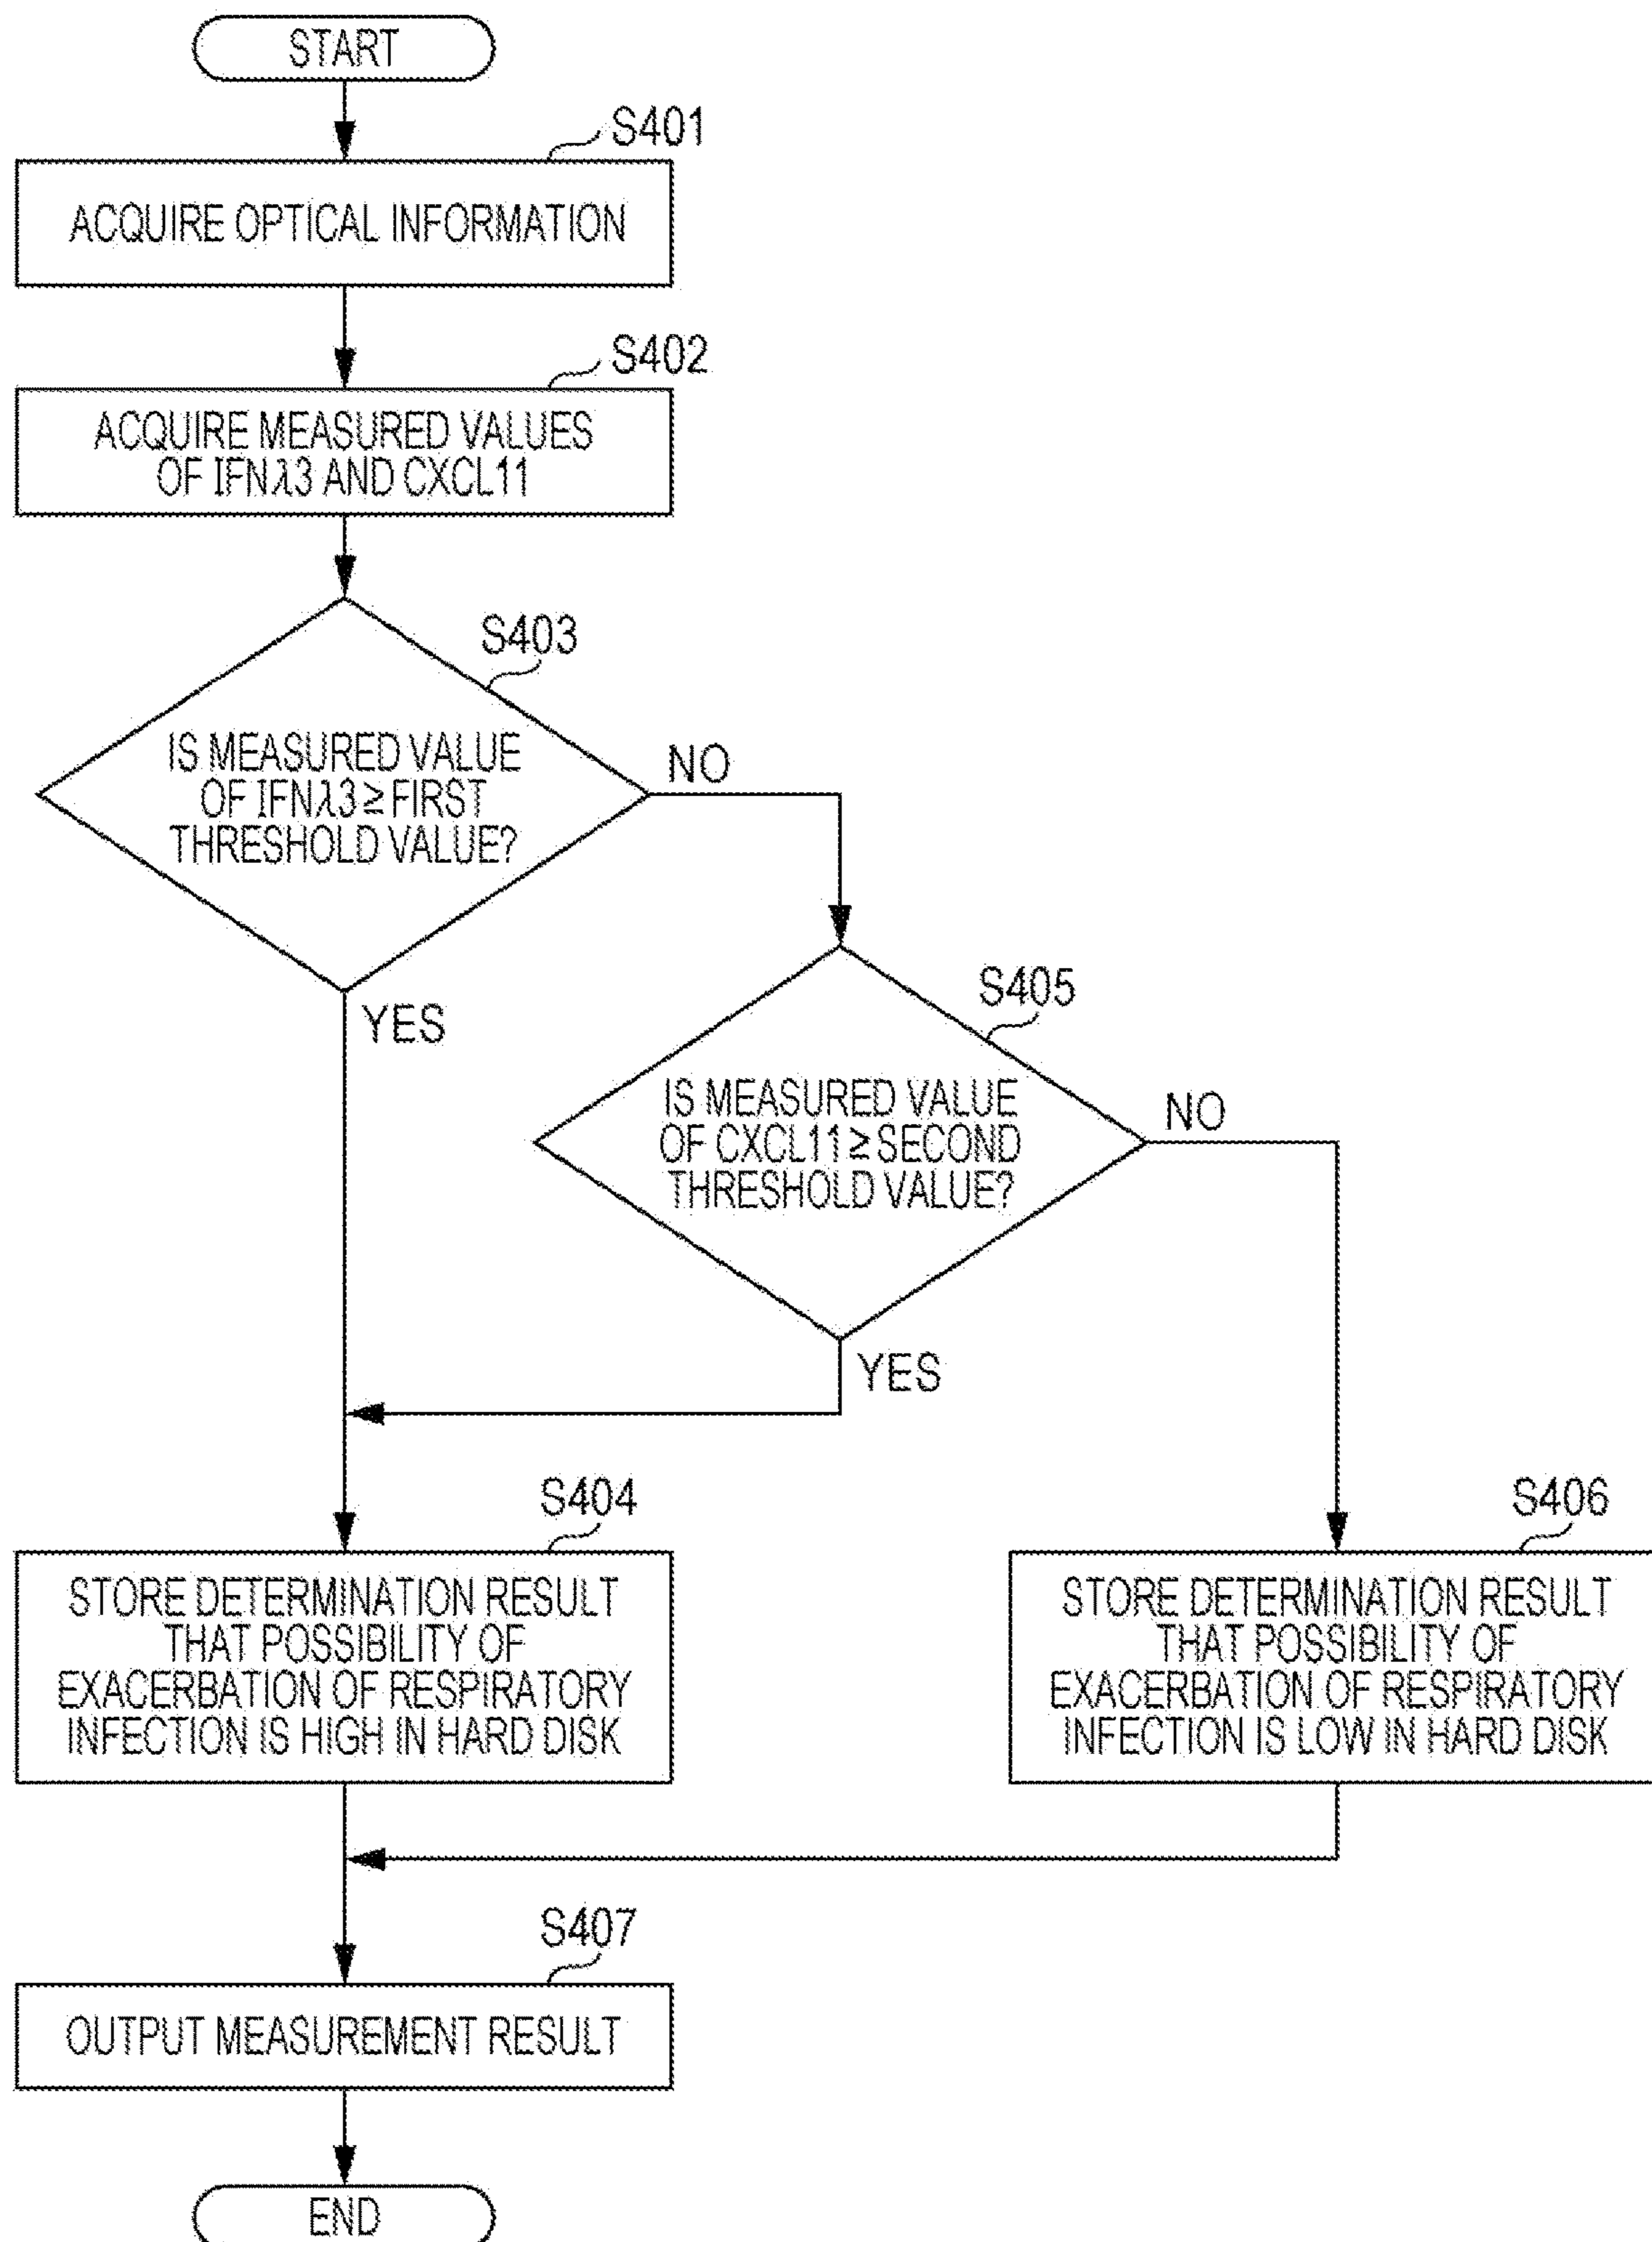 START
S401
ACQUIRE OPTICAL INFORMATION
S402
ACQUIRE MEASURED VALUES
OF IFNλ3 AND CXCL11
S403
IS MEASURED VALUE
OF IFNλ3 ≧ FIRST
THRESHOLD VALUE?
NO
YES
S405
IS MEASURED VALUE
OF CXCL11 ≧ SECOND
THRESHOLD VALUE?
NO
YES
S404
STORE DETERMINATION RESULT
THAT POSSIBILITY OF
EXACERBATION OF RESPIRATORY
INFECTION IS HIGH IN HARD DISK
S406
STORE DETERMINATION RESULT
THAT POSSIBILITY OF
EXACERBATION OF RESPIRATORY
INFECTION IS LOW IN HARD DISK
S407
OUTPUT MEASUREMENT RESULT
END